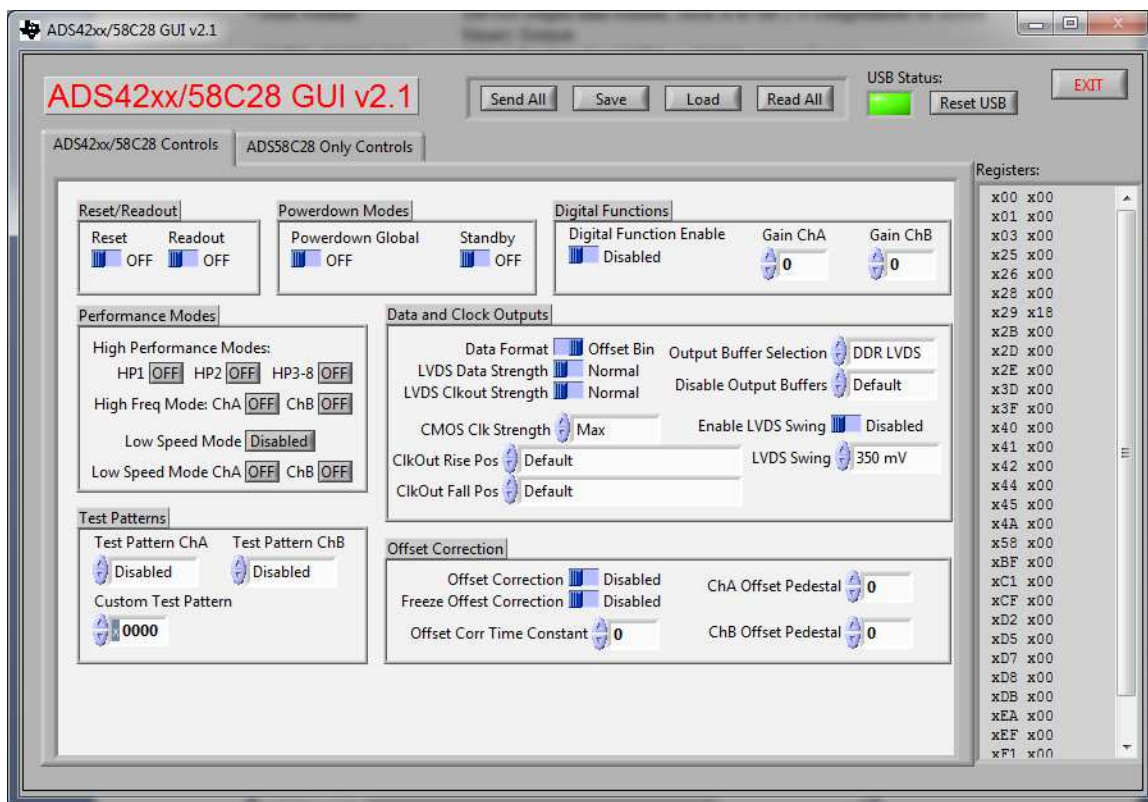 ADS42xx/58C28 GUI v2.1
ADS42xx/58C28 GUI v2.1
Send All Save Load Read All
USB Status:
Reset USB
EXIT
ADS42xx/58C28 Controls ADS58C28 Only Controls
Reset/Readout
Reset Readout
OFF OFF
Powerdown Modes
Powerdown Global Standby
OFF OFF
Digital Functions
Digital Function Enable Gain ChA Gain ChB
Disabled 0 0
Performance Modes
High Performance Modes:
HP1 OFF HP2 OFF HP3-8 OFF
High Freq Mode: ChA OFF ChB OFF
Low Speed Mode Disabled
Low Speed Mode ChA OFF ChB OFF
Data and Clock Outputs
Data Format Offset Bin
LVDS Data Strength Normal
LVDS Clkout Strength Normal
CMOS Clk Strength Max
ClkOut Rise Pos Default
ClkOut Fall Pos Default
Output Buffer Selection DDR LVDS
Disable Output Buffers Default
Enable LVDS Swing Disabled
LVDS Swing 350 mV
Test Patterns
Test Pattern ChA Test Pattern ChB
Disabled Disabled
Custom Test Pattern
x 0000
Offset Correction
Offset Correction Disabled
Freeze Offest Correction Disabled
Offset Corr Time Constant 0
ChA Offset Pedestal 0
ChB Offset Pedestal 0
Registers:
x00 x00
x01 x00
x03 x00
x25 x00
x26 x00
x28 x00
x29 x18
x2B x00
x2D x00
x2E x00
x3D x00
x3F x00
x40 x00
x41 x00
x42 x00
x44 x00
x45 x00
x4A x00
x58 x00
xBF x00
xC1 x00
xCF x00
xD2 x00
xD5 x00
xD7 x00
xD8 x00
xDB x00
xEA x00
xEF x00
xF1 x00